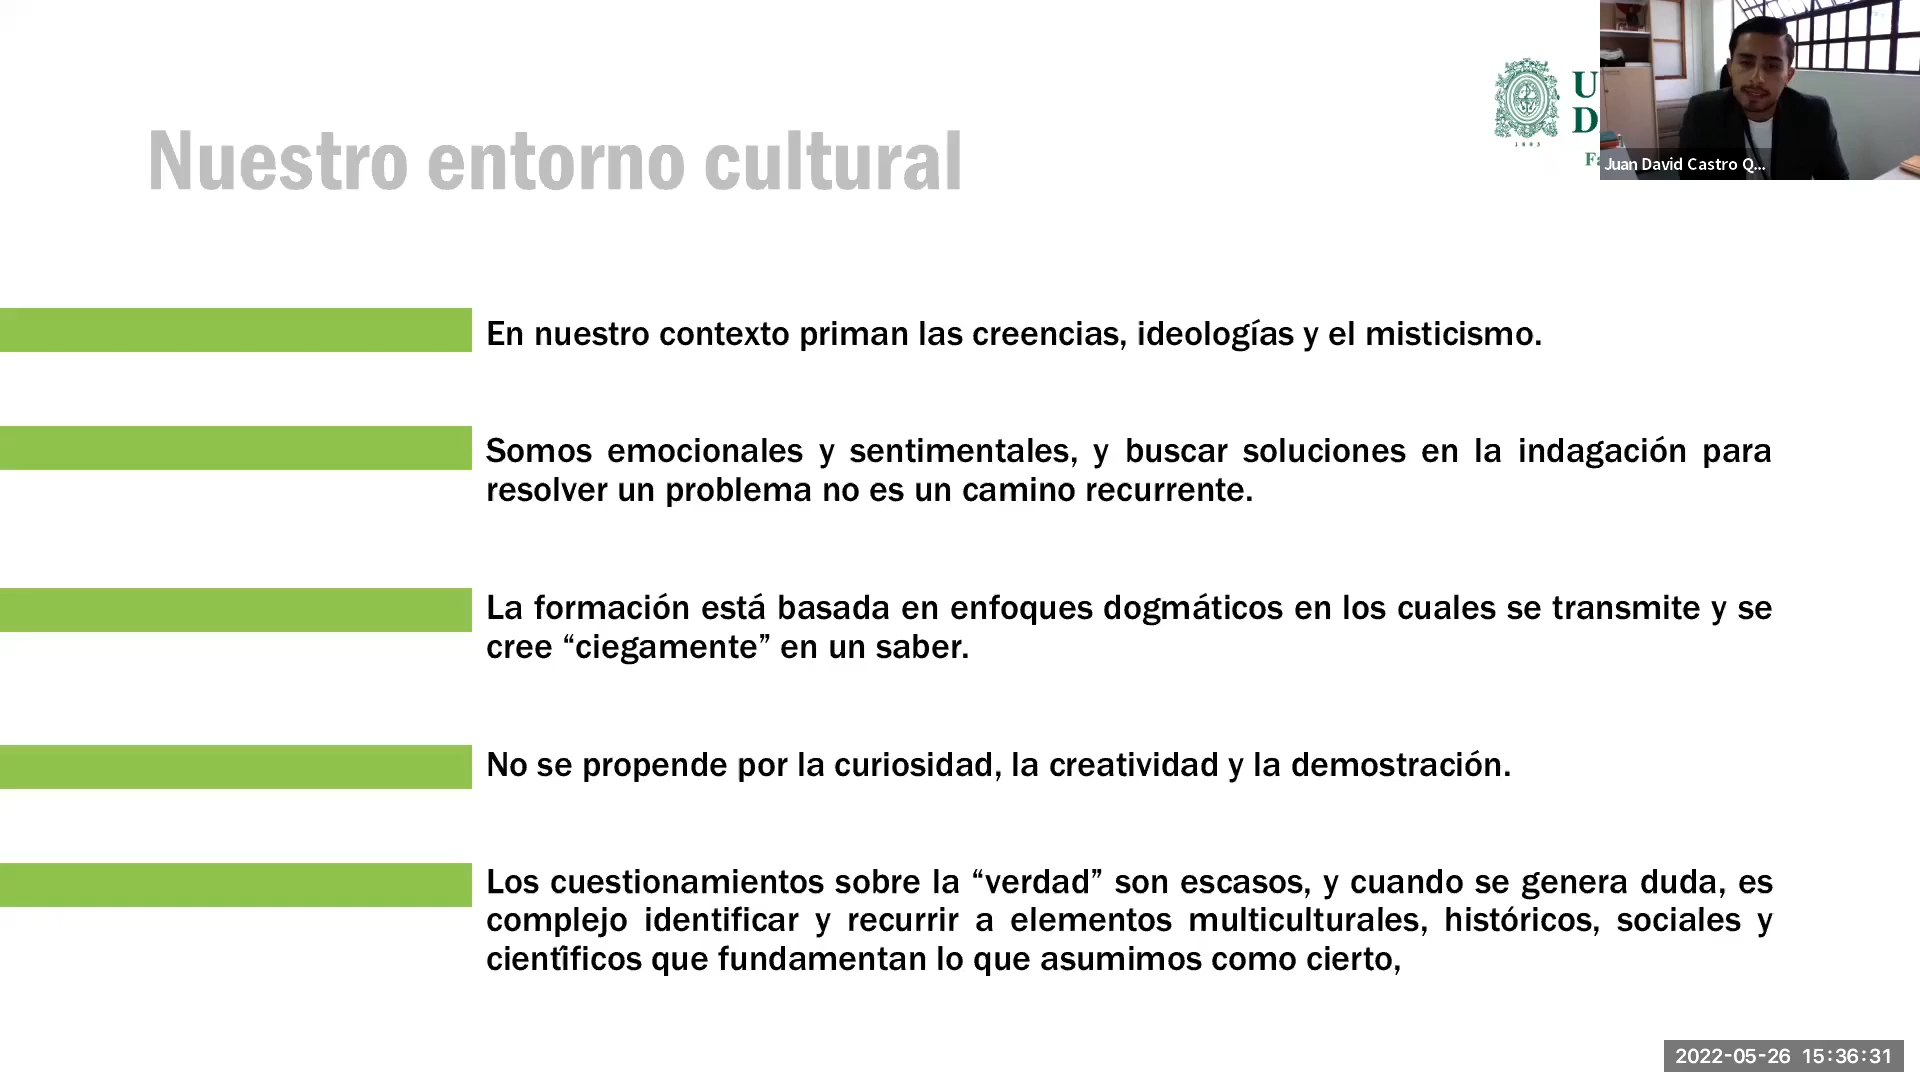 Nuestro entorno cultural
1803
U
D
Fa
Juan David Castro Q...
En nuestro contexto priman las creencias, ideologías y el misticismo.
Somos emocionales y sentimentales, y buscar soluciones en la indagación para
resolver un problema no es un camino recurrente.
La formación está basada en enfoques dogmáticos en los cuales se transmite y se
cree “ciegamente” en un saber.
No se propende por la curiosidad, la creatividad y la demostración.
Los cuestionamientos sobre la “verdad” son escasos, y cuando se genera duda, es
complejo identificar y recurrir a elementos multiculturales, históricos, sociales y
científicos que fundamentan lo que asumimos como cierto,
2022-05-26 15:36:31